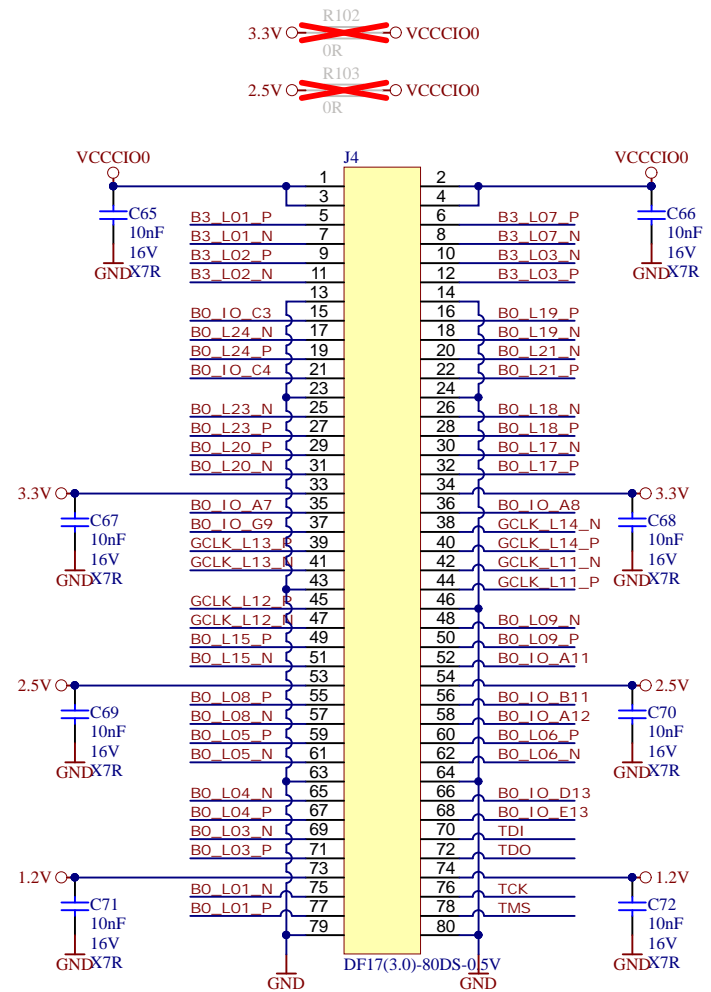 R102
3.3V VCCCIO0
0R
R103
2.5V VCCCIO0
0R
J4
VCCCIO0 VCCCIO0
1 2
3 4
C65 C66
10nF 10nF
16V 16V
X7R X7R
GND GND
B3_L01_P 5 6 B3_L07_P
B3_L01_N 7 8 B3_L07_N
B3_L02_P 9 10 B3_L03_N
B3_L02_N 11 12 B3_L03_P
13 14
B0_IO_C3 15 16 B0_L19_P
B0_L24_N 17 18 B0_L19_N
B0_L24_P 19 20 B0_L21_N
B0_IO_C4 21 22 B0_L21_P
23 24
B0_L23_N 25 26 B0_L18_N
B0_L23_P 27 28 B0_L18_P
B0_L20_P 29 30 B0_L17_N
B0_L20_N 31 32 B0_L17_P
3.3V 33 34 3.3V
B0_IO_A7 35 36 B0_IO_A8
B0_IO_G9 37 38 GCLK_L14_N
GCLK_L13_P 39 40 GCLK_L14_P
GCLK_L13_N 41 42 GCLK_L11_N
43 44 GCLK_L11_P
C67 C68
10nF 10nF
16V 16V
X7R X7R
GND GND
GCLK_L12_P 45 46
GCLK_L12_N 47 48 B0_L09_N
B0_L15_P 49 50 B0_L09_P
B0_L15_N 51 52 B0_IO_A11
2.5V 53 54 2.5V
B0_L08_P 55 56 B0_IO_B11
B0_L08_N 57 58 B0_IO_A12
B0_L05_P 59 60 B0_L06_P
B0_L05_N 61 62 B0_L06_N
C69 C70
10nF 10nF
16V 16V
X7R X7R
GND GND
63 64
B0_L04_N 65 66 B0_IO_D13
B0_L04_P 67 68 B0_IO_E13
B0_L03_N 69 70 TDI
B0_L03_P 71 72 TDO
1.2V 73 74 1.2V
B0_L01_N 75 76 TCK
B0_L01_P 77 78 TMS
79 80
C71 C72
10nF 10nF
16V 16V
X7R X7R
GND GND
DF17(3.0)-80DS-0.5V
GND GND